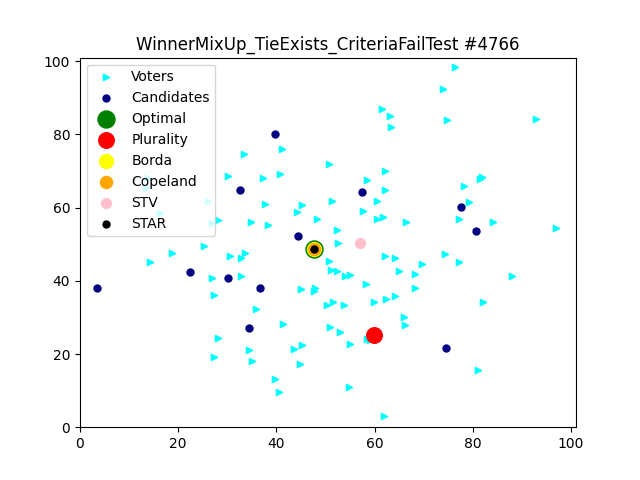 WinnerMixUp_TieExists_CriteriaFailTest #4766
Voters
Candidates
Optimal
Plurality
Borda
Copeland
STV
STAR
100
80
60
40
20
0
0 20 40 60 80 100